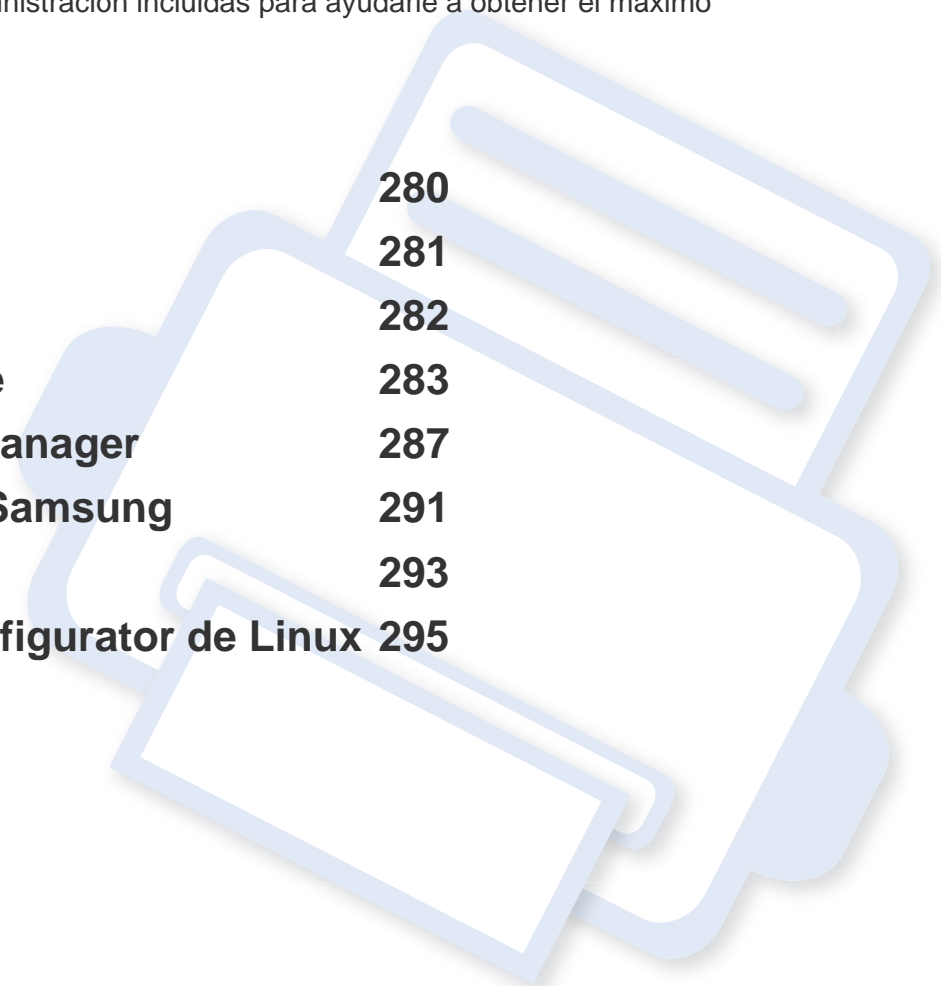 nistración incluidas para ayudarle a obtener el máximo
280
281
282
e 283
anager 287
Samsung 291
293
figurator de Linux 295